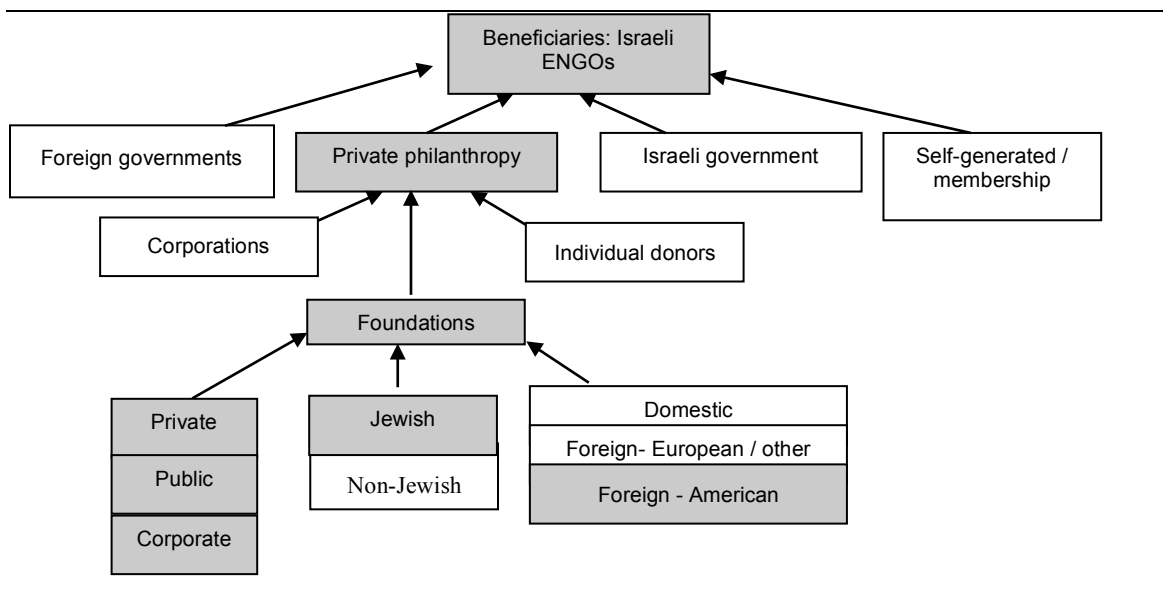 Beneficiaries: Israeli
ENGOs
Foreign governments
Private philanthropy
Israeli government
Self-generated /
membership
Corporations
Individual donors
Foundations
Private
Public
Corporate
Jewish
Non-Jewish
Domestic
Foreign- European / other
Foreign - American